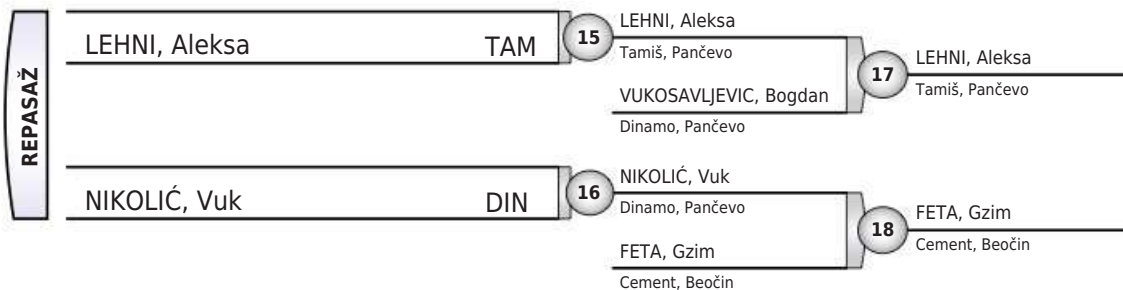 REPASAŽ
LEHNI, Aleksa TAM
15
LEHNI, Aleksa
Tamiš, Pančevo
VUKOSAVLJEVIC, Bogdan
Dinamo, Pančevo
17
LEHNI, Aleksa
Tamiš, Pančevo
NIKOLIĆ, Vuk DIN
16
NIKOLIĆ, Vuk
Dinamo, Pančevo
FETA, Gzim
Cement, Beočin
18
FETA, Gzim
Cement, Beočin